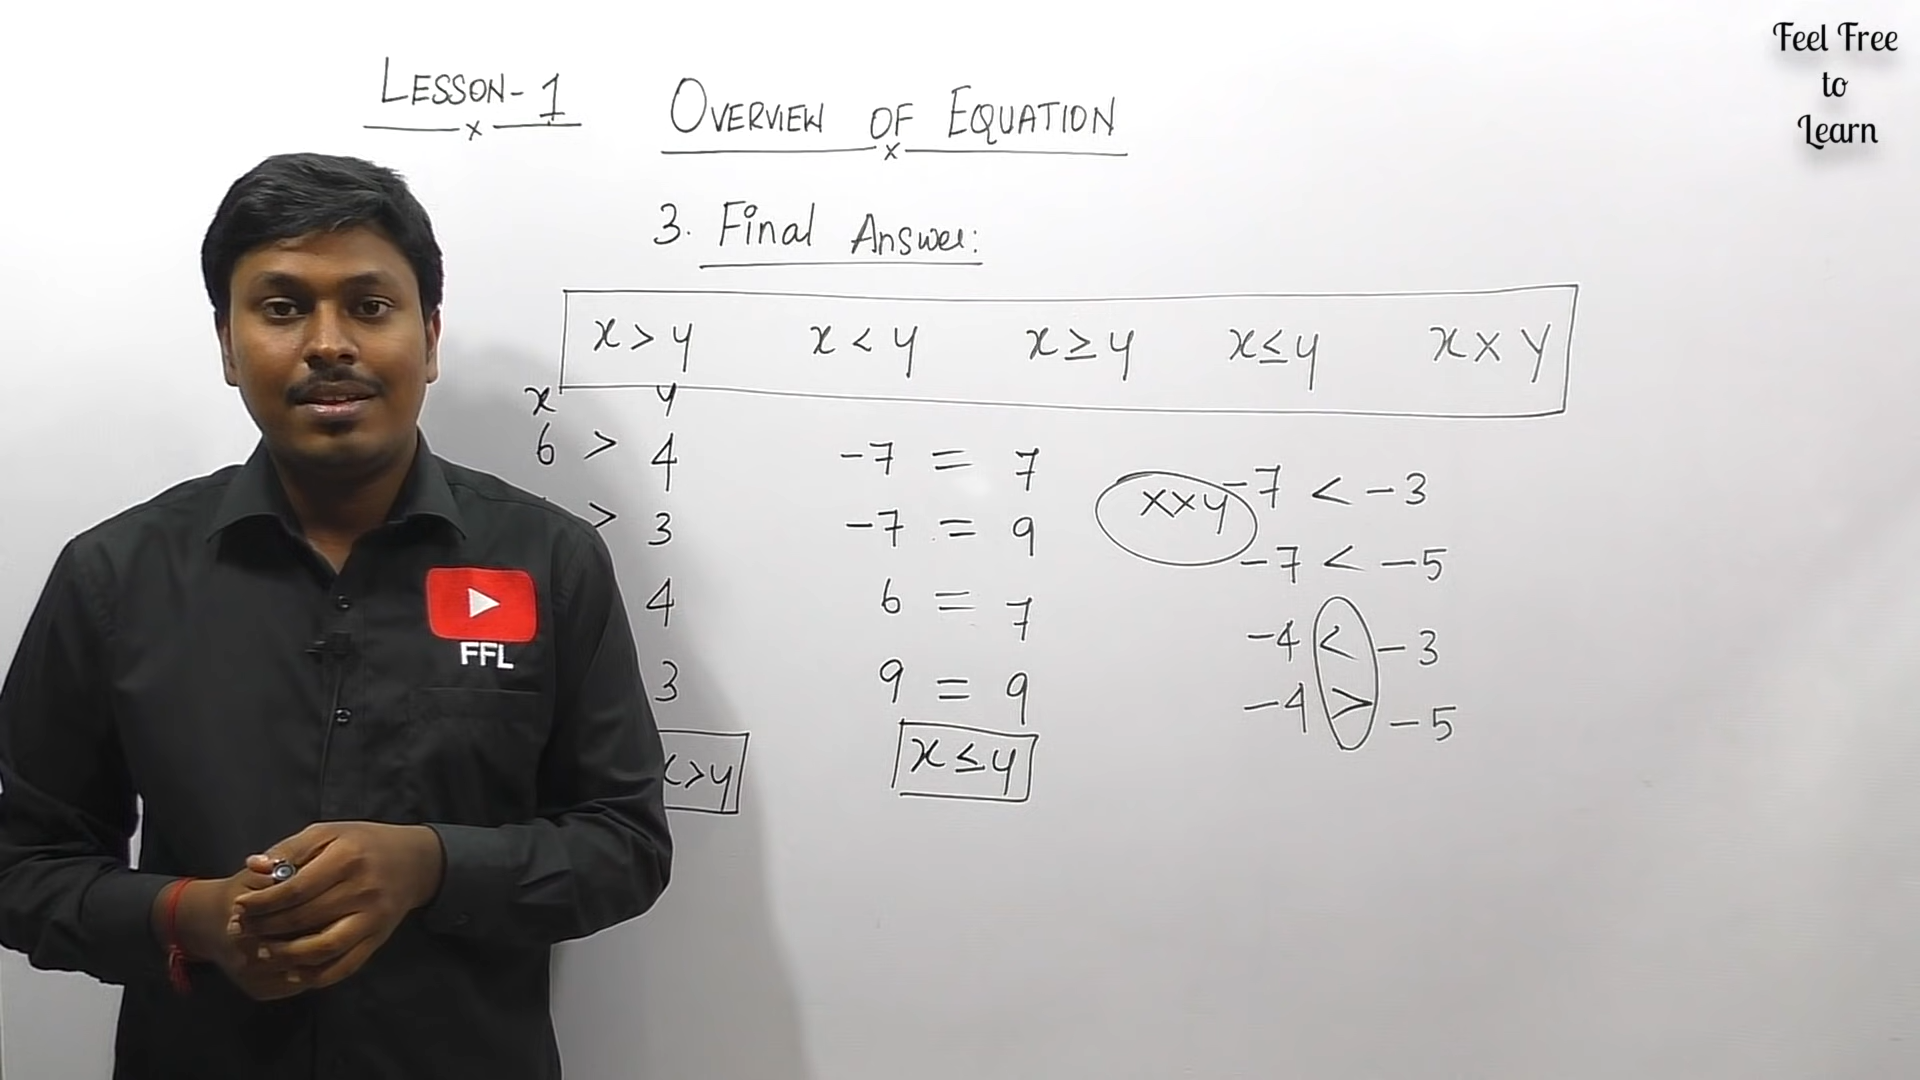 LESSON-1
x
OVERVIEW OF EQUATION
x
Feel Free
to
Learn
3. Final Answer:
x > y x < y x ≥ y x ≤ y x x y
x y
6 > 4
> 3
4
3
x>y
-7 = 7
-7 = 9
6 = 7
9 = 9
x≤y
xxy
-7 < -3
-7 < -5
-4 < -3
-4 > -5
FFL